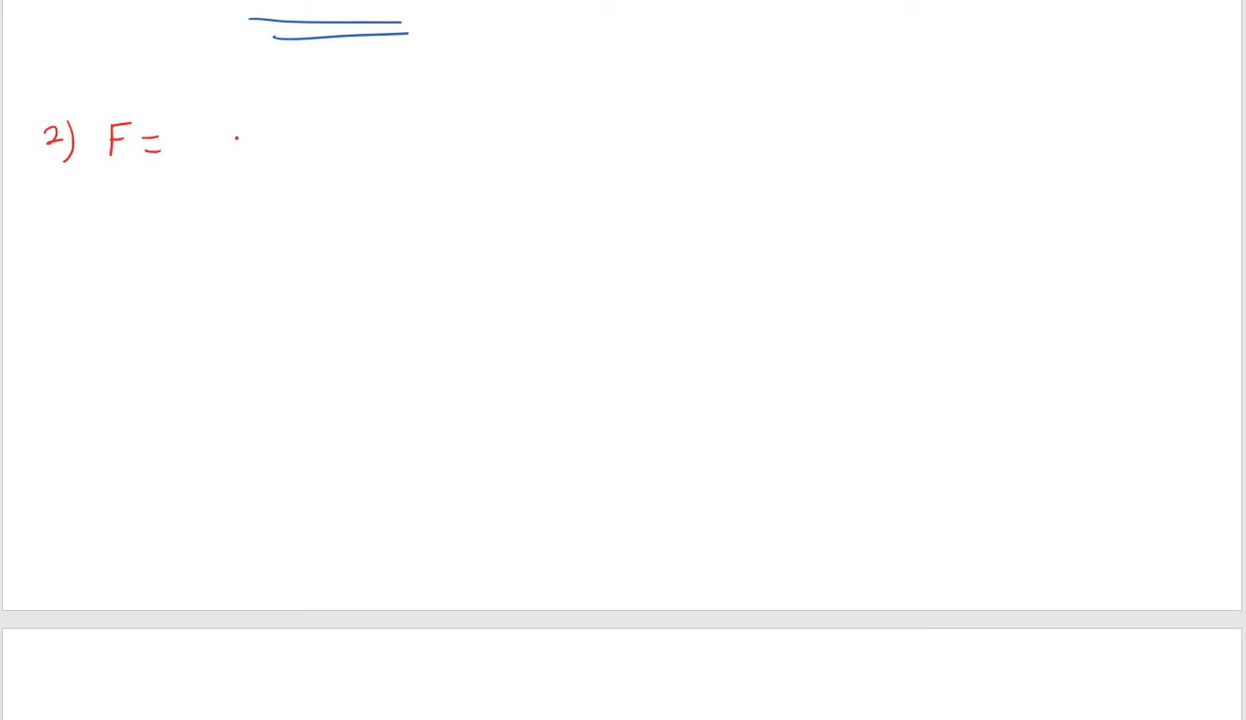 2) F =